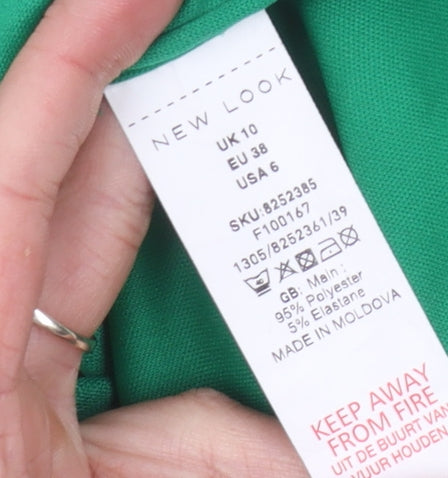 NEW LOOK
UK 10
EU 38
USA 6
SKU:8252385
F100167
1305/8252361/39
GB: Main :
95% Polyester
5% Elastane
MADE IN MOLDOVA
KEEP AWAY
FROM FIRE
UIT DE BUURT VAN
VUUR HOUDEN